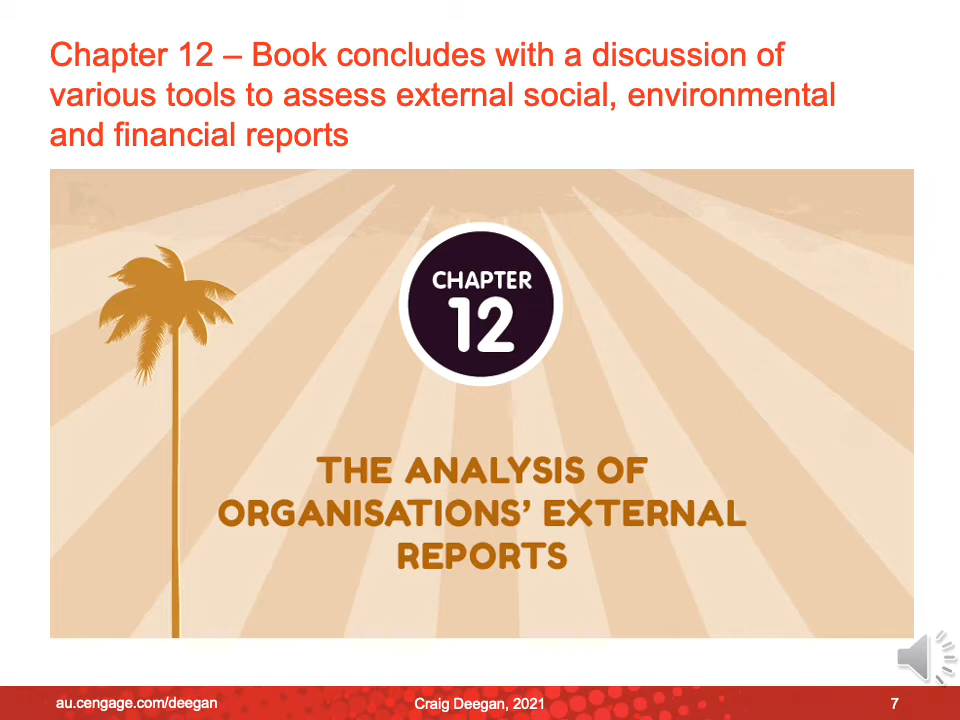 Chapter 12 – Book concludes with a discussion of
various tools to assess external social, environmental
and financial reports
CHAPTER
12
THE ANALYSIS OF
ORGANISATIONS’ EXTERNAL
REPORTS
au.cengage.com/deegan
Craig Deegan, 2021
7